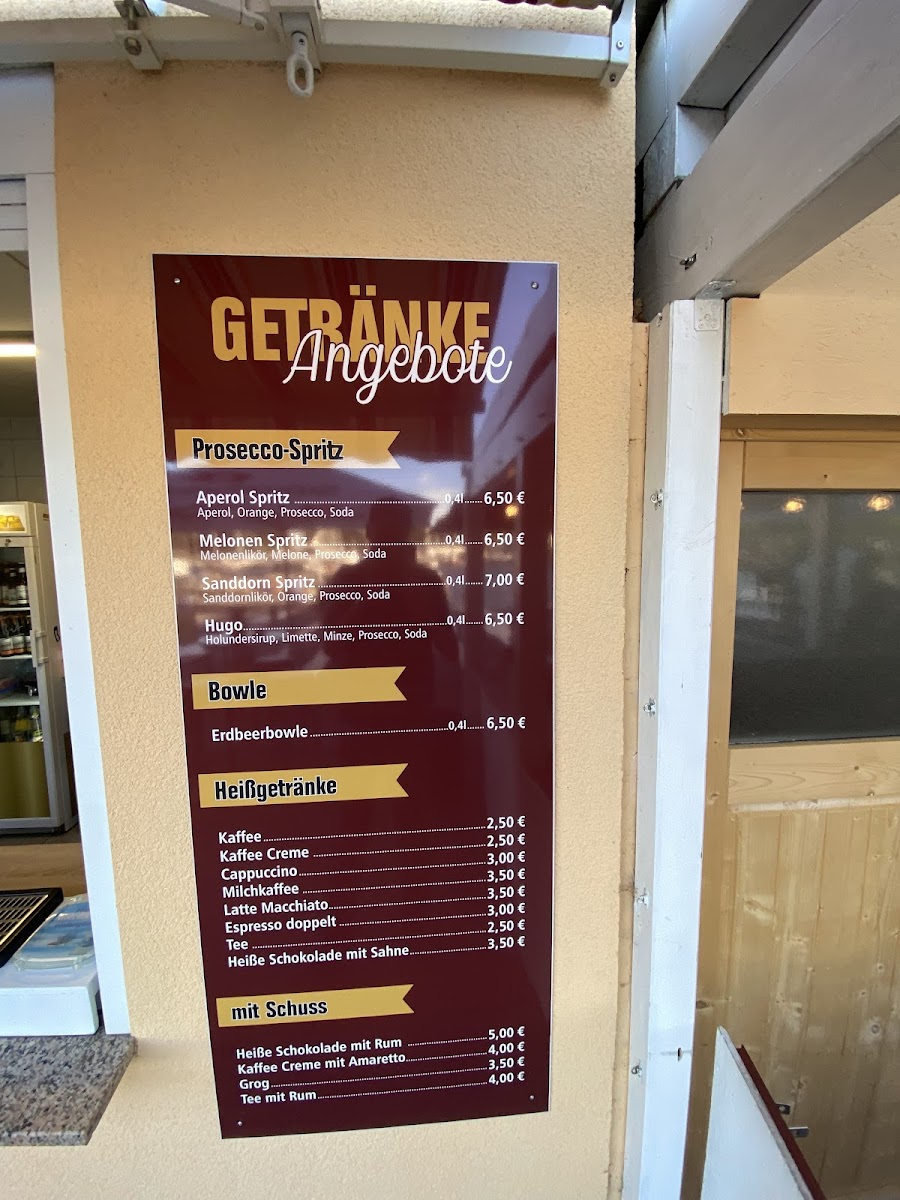 GETRÄNKE
Angebote
Prosecco-Spritz
Aperol Spritz ........ 0,4l ...... 6,50 €
Aperol, Orange, Prosecco, Soda
Melonen Spritz ........ 0,4l ...... 6,50 €
Melonenlikör, Melone, Prosecco, Soda
Sanddorn Spritz ........ 0,4l ...... 7,00 €
Sanddornlikör, Orange, Prosecco, Soda
Hugo ........ 0,4l ...... 6,50 €
Holundersirup, Limette, Minze, Prosecco, Soda
Bowle
Erdbeerbowle ........ 0,4l ...... 6,50 €
Heißgetränke
Kaffee ........ 2,50 €
Kaffee Creme ........ 2,50 €
Cappuccino ........ 3,00 €
Milchkaffee ........ 3,50 €
Latte Macchiato ........ 3,50 €
Espresso doppelt ........ 3,00 €
Tee ........ 2,50 €
Heiße Schokolade mit Sahne ........ 3,50 €
mit Schuss
Heiße Schokolade mit Rum ........ 5,00 €
Kaffee Creme mit Amaretto ........ 4,00 €
Grog ........ 3,50 €
Tee mit Rum ........ 4,00 €